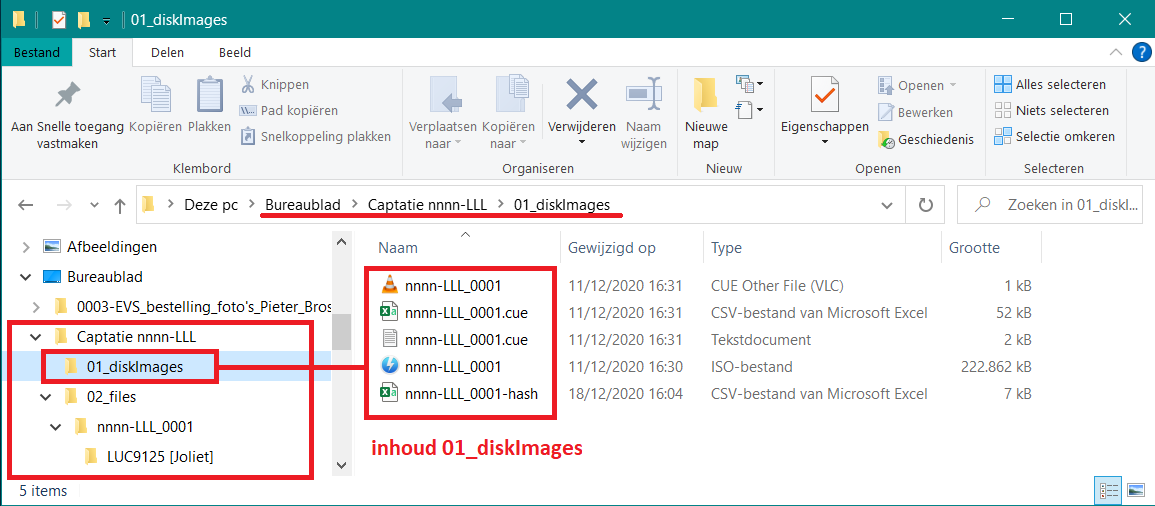 01_diskImages
Bestand Start Delen Beeld
Aan Snelle toegang vastmaken
Kopiëren
Plakken
Knippen
Pad kopiëren
Snelkoppeling plakken
Klembord
Verplaatsen naar
Kopiëren naar
Verwijderen
Naam wijzigen
Organiseren
Nieuwe map
Nieuw
Eigenschappen
Openen
Bewerken
Geschiedenis
Openen
Alles selecteren
Niets selecteren
Selectie omkeren
Selecteren
Deze pc Bureaublad Captatie nnnn-LLL 01_diskImages
Zoeken in 01_diskI...
Afbeeldingen
Bureaublad
0003-EVS_bestelling_foto's_Pieter_Bros
Captatie nnnn-LLL
01_diskImages
02_files
nnnn-LLL_0001
LUC9125 [Joliet]
Naam Gewijzigd op Type Grootte
nnnn-LLL_0001 11/12/2020 16:31 CUE Other File (VLC) 1 kB
nnnn-LLL_0001.cue 11/12/2020 16:31 CSV-bestand van Microsoft Excel 52 kB
nnnn-LLL_0001.cue 11/12/2020 16:31 Tekstdocument 2 kB
nnnn-LLL_0001 11/12/2020 16:30 ISO-bestand 222.862 kB
nnnn-LLL_0001-hash 18/12/2020 16:04 CSV-bestand van Microsoft Excel 7 kB
inhoud 01_diskImages
5 items